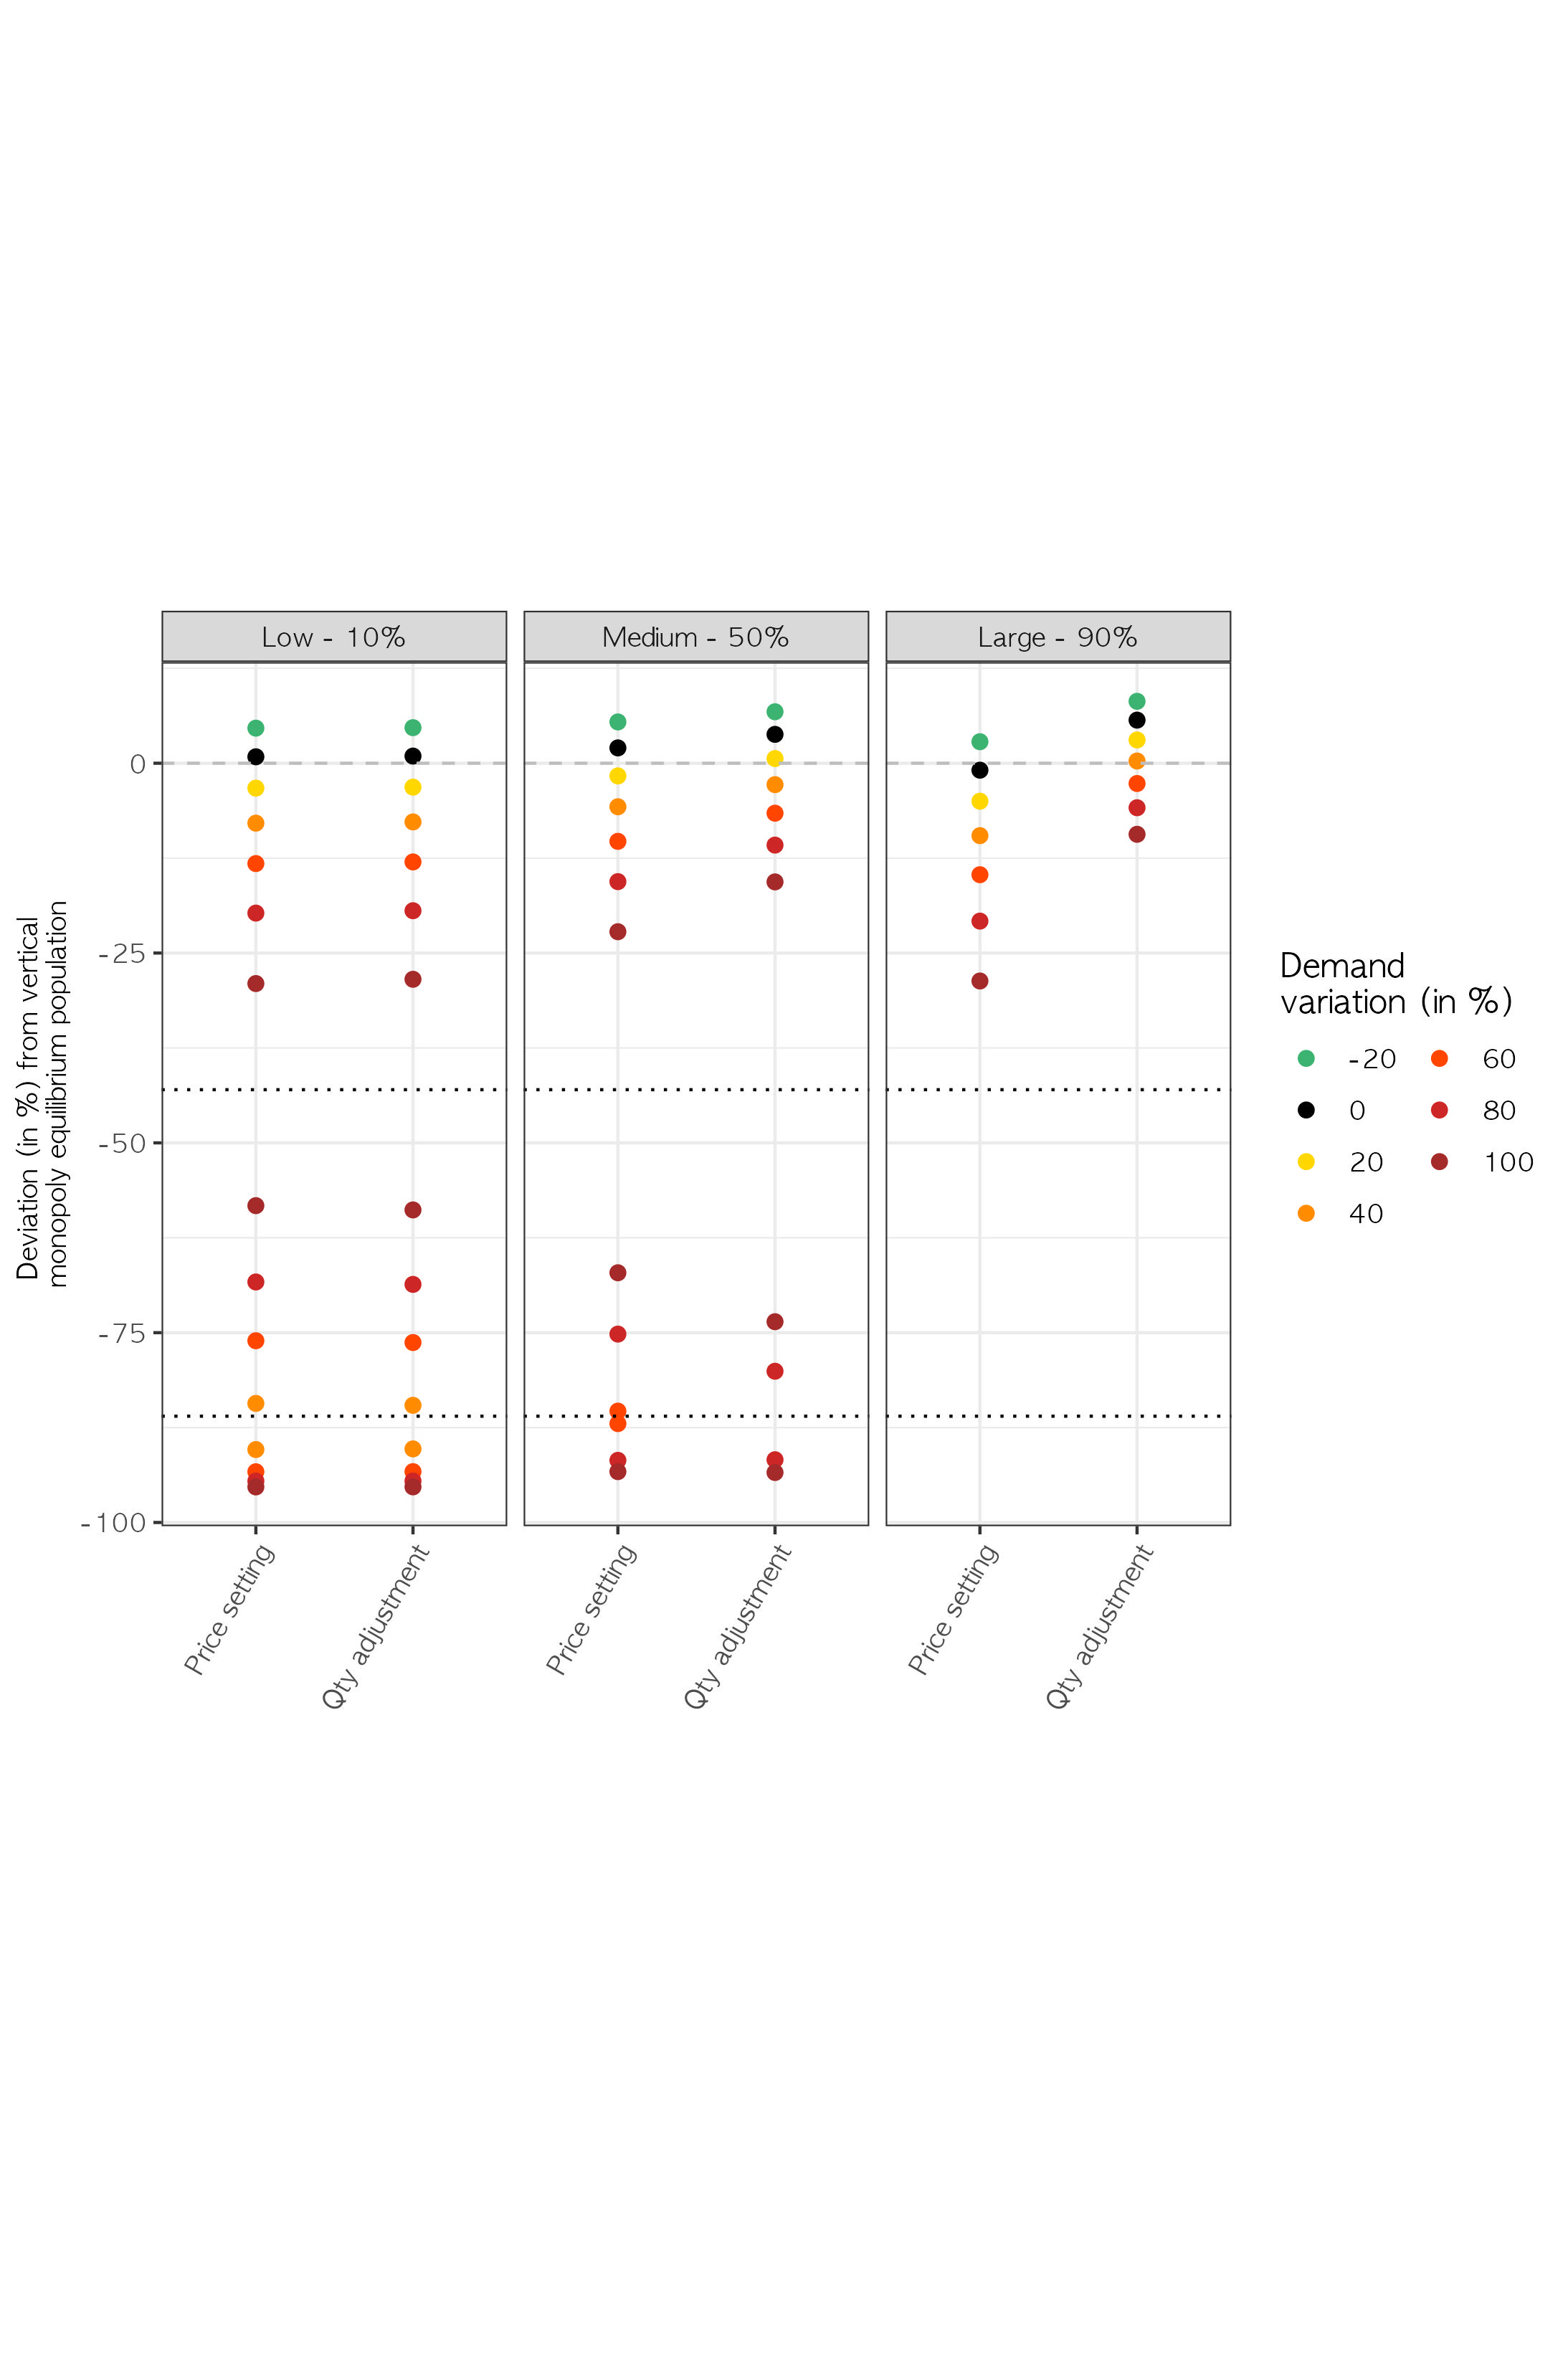 Low - 10%
Medium - 50%
Large - 90%
Deviation (in %) from vertical
monopoly equilibrium population
0
-25
-50
-75
-100
Price setting
Qty adjustment
Price setting
Qty adjustment
Price setting
Qty adjustment
Demand
variation (in %)
-20
0
20
40
60
80
100